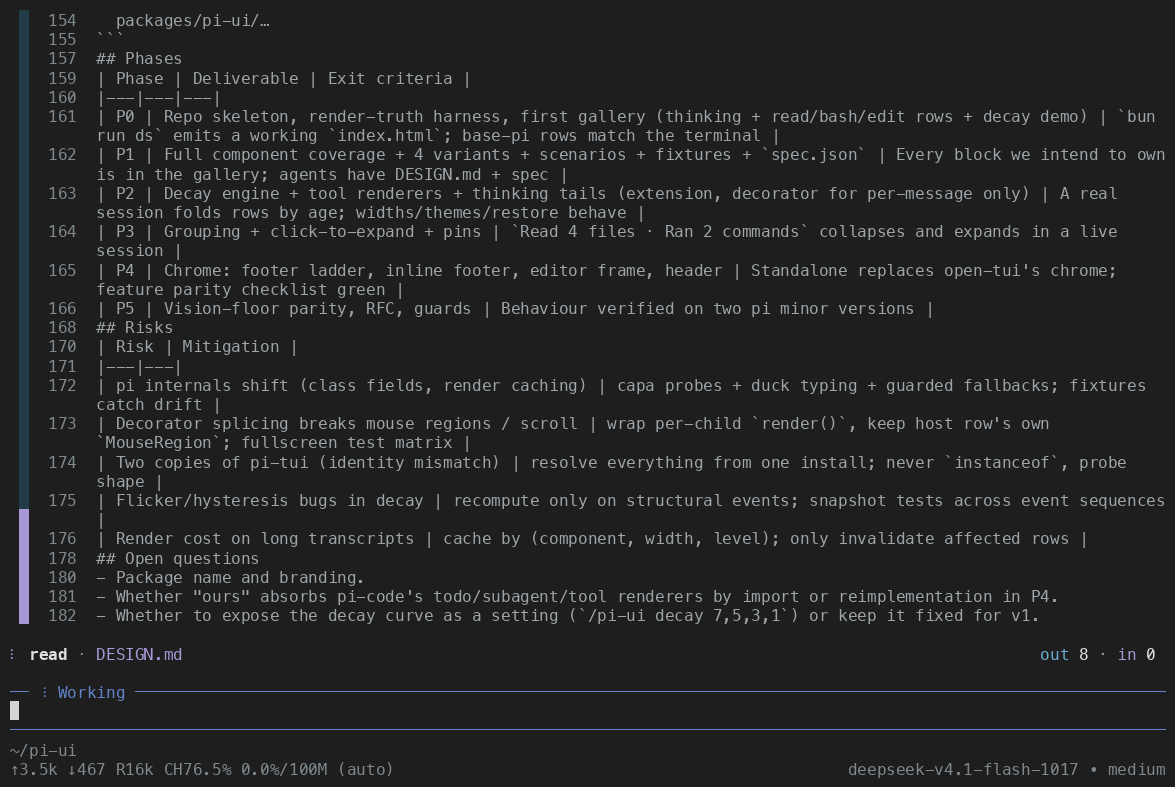 154    packages/pi-ui/…
155  ```
157  ## Phases
159  | Phase | Deliverable | Exit criteria |
160  |---|---|---|
161  | P0 | Repo skeleton, render-truth harness, first gallery (thinking + read/bash/edit rows + decay demo) | `bun
run ds` emits a working `index.html`; base-pi rows match the terminal |
162  | P1 | Full component coverage + 4 variants + scenarios + fixtures + `spec.json` | Every block we intend to own
is in the gallery; agents have DESIGN.md + spec |
163  | P2 | Decay engine + tool renderers + thinking tails (extension, decorator for per-message only) | A real
session folds rows by age; widths/themes/restore behave |
164  | P3 | Grouping + click-to-expand + pins | `Read 4 files · Ran 2 commands` collapses and expands in a live
session |
165  | P4 | Chrome: footer ladder, inline footer, editor frame, header | Standalone replaces open-tui's chrome;
feature parity checklist green |
166  | P5 | Vision-floor parity, RFC, guards | Behaviour verified on two pi minor versions |
168  ## Risks
170  | Risk | Mitigation |
171  |---|---|
172  | pi internals shift (class fields, render caching) | capa probes + duck typing + guarded fallbacks; fixtures
catch drift |
173  | Decorator splicing breaks mouse regions / scroll | wrap per-child `render()`, keep host row's own
`MouseRegion`; fullscreen test matrix |
174  | Two copies of pi-tui (identity mismatch) | resolve everything from one install; never `instanceof`, probe
shape |
175  | Flicker/hysteresis bugs in decay | recompute only on structural events; snapshot tests across event sequences
|
176  | Render cost on long transcripts | cache by (component, width, level); only invalidate affected rows |
178  ## Open questions
180  - Package name and branding.
181  - Whether "ours" absorbs pi-code's todo/subagent/tool renderers by import or reimplementation in P4.
182  - Whether to expose the decay curve as a setting (`/pi-ui decay 7,5,3,1`) or keep it fixed for v1.
⁝ read · DESIGN.md out 8 · in 0
── ⁝ Working
~/pi-ui
↑3.5k ↓467 R16k CH76.5% 0.0%/100M (auto) deepseek-v4.1-flash-1017 • medium